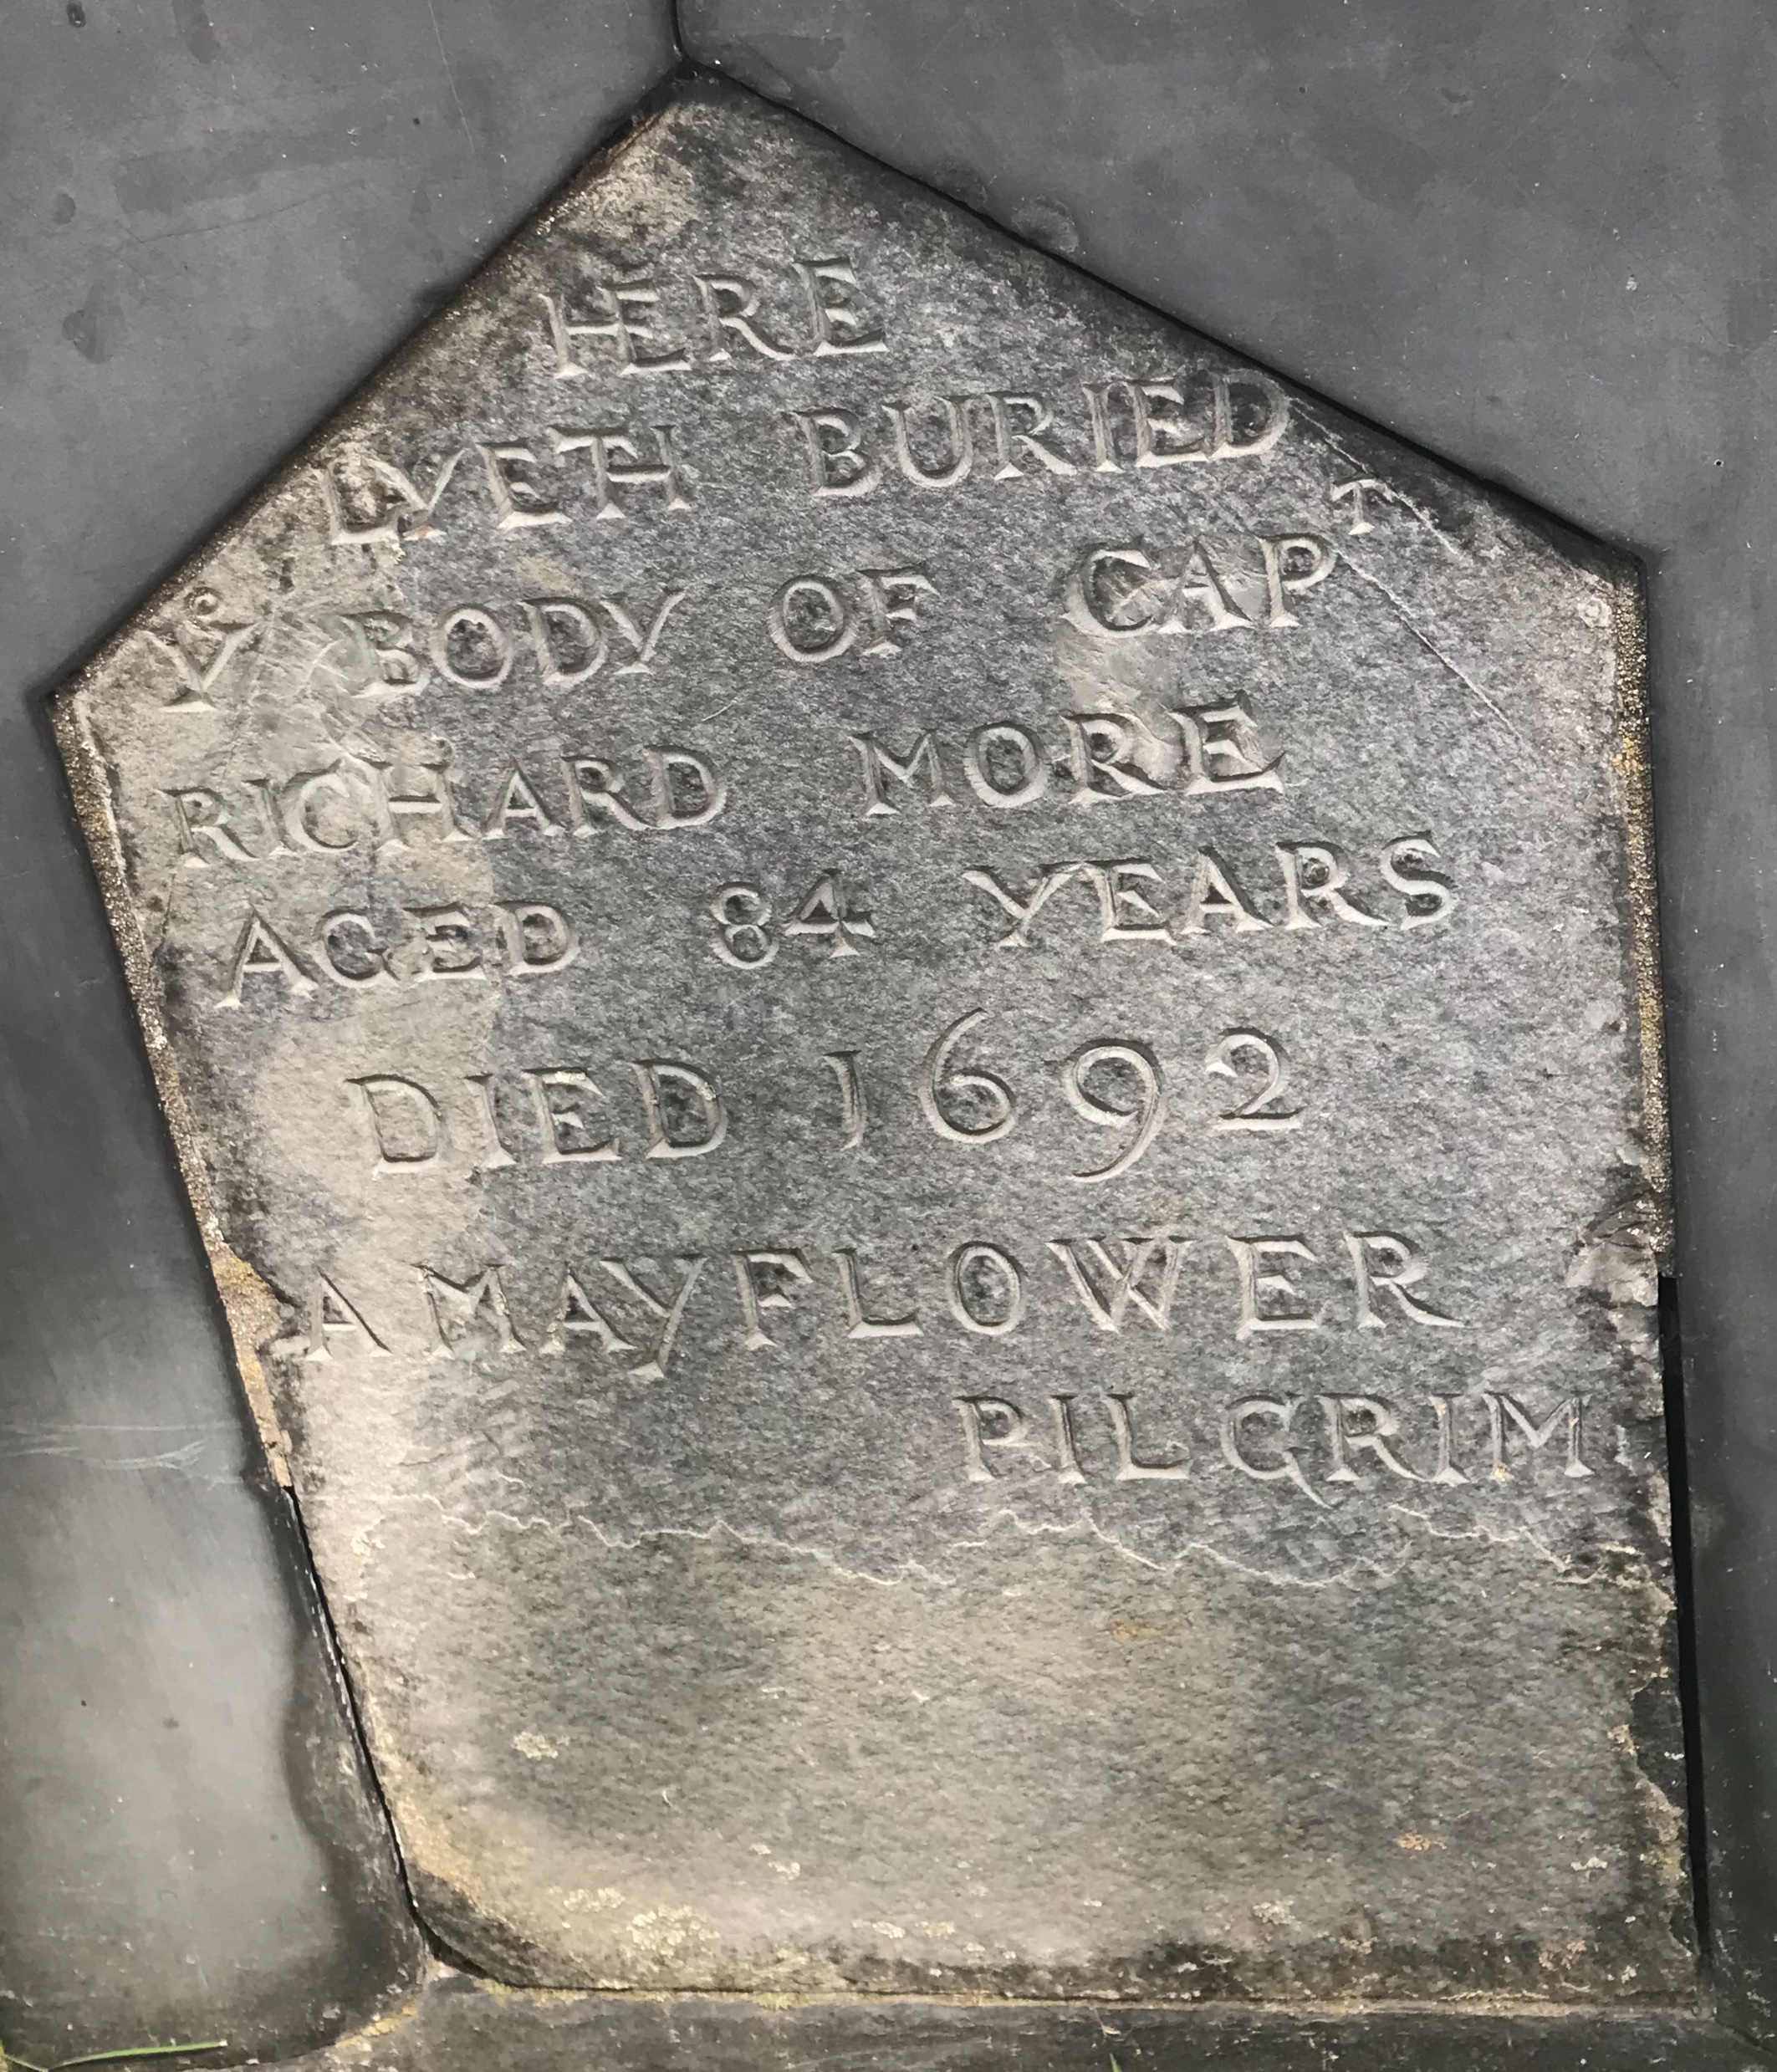 HERE
LYETH BURIED
Yᵉ BODY OF CAPᵀ
RICHARD MORE
AGED 84 YEARS
DIED 1692
A MAYFLOWER
PILGRIM